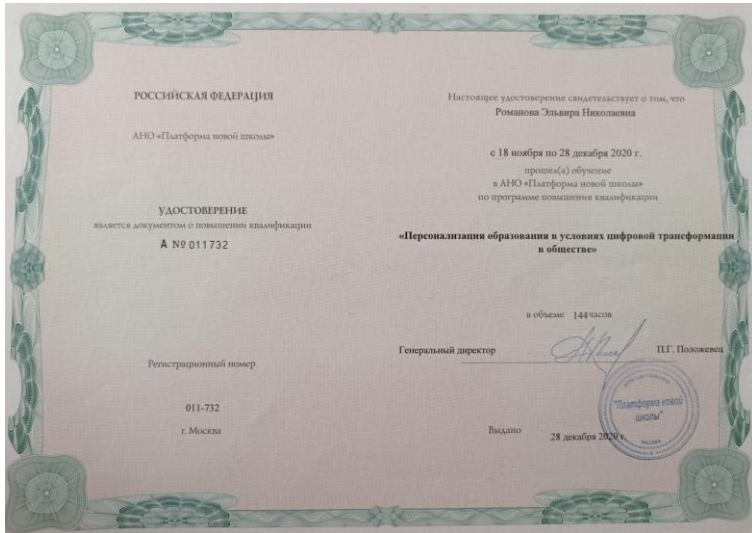 РОССИЙСКАЯ ФЕДЕРАЦИЯ
АНО «Платформа новой школы»
УДОСТОВЕРЕНИЕ
является документом о повышении квалификации
А № 011732
Регистрационный номер
011-732
г. Москва
Настоящее удостоверение свидетельствует о том, что
Романова Эльвира Николаевна
с 18 ноября по 28 декабря 2020 г.
прошел(а) обучение
в АНО «Платформа новой школы»
по программе повышения квалификации
«Персонализация образования в условиях цифровой трансформации
в обществе»
в объеме 144 часов
Генеральный директор П.Г. Положевец
"Платформа новой
школы"
МОСКВА
Выдано 28 декабря 2020 г.